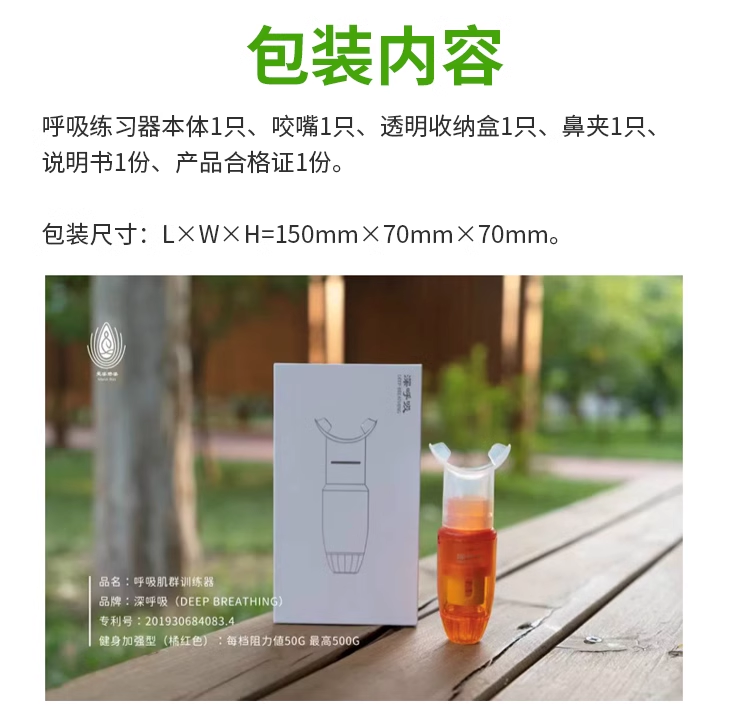 包装内容
呼吸练习器本体1只、咬嘴1只、透明收纳盒1只、鼻夹1只、
说明书1份、产品合格证1份。
包装尺寸：L×W×H=150mm×70mm×70mm。
深呼吸
DEEP BREATHING
品名：呼吸肌群训练器
品牌：深呼吸（DEEP BREATHING）
专利号：201930684083.4
健身加强型（橘红色）：每档阻力值50G 最高500G